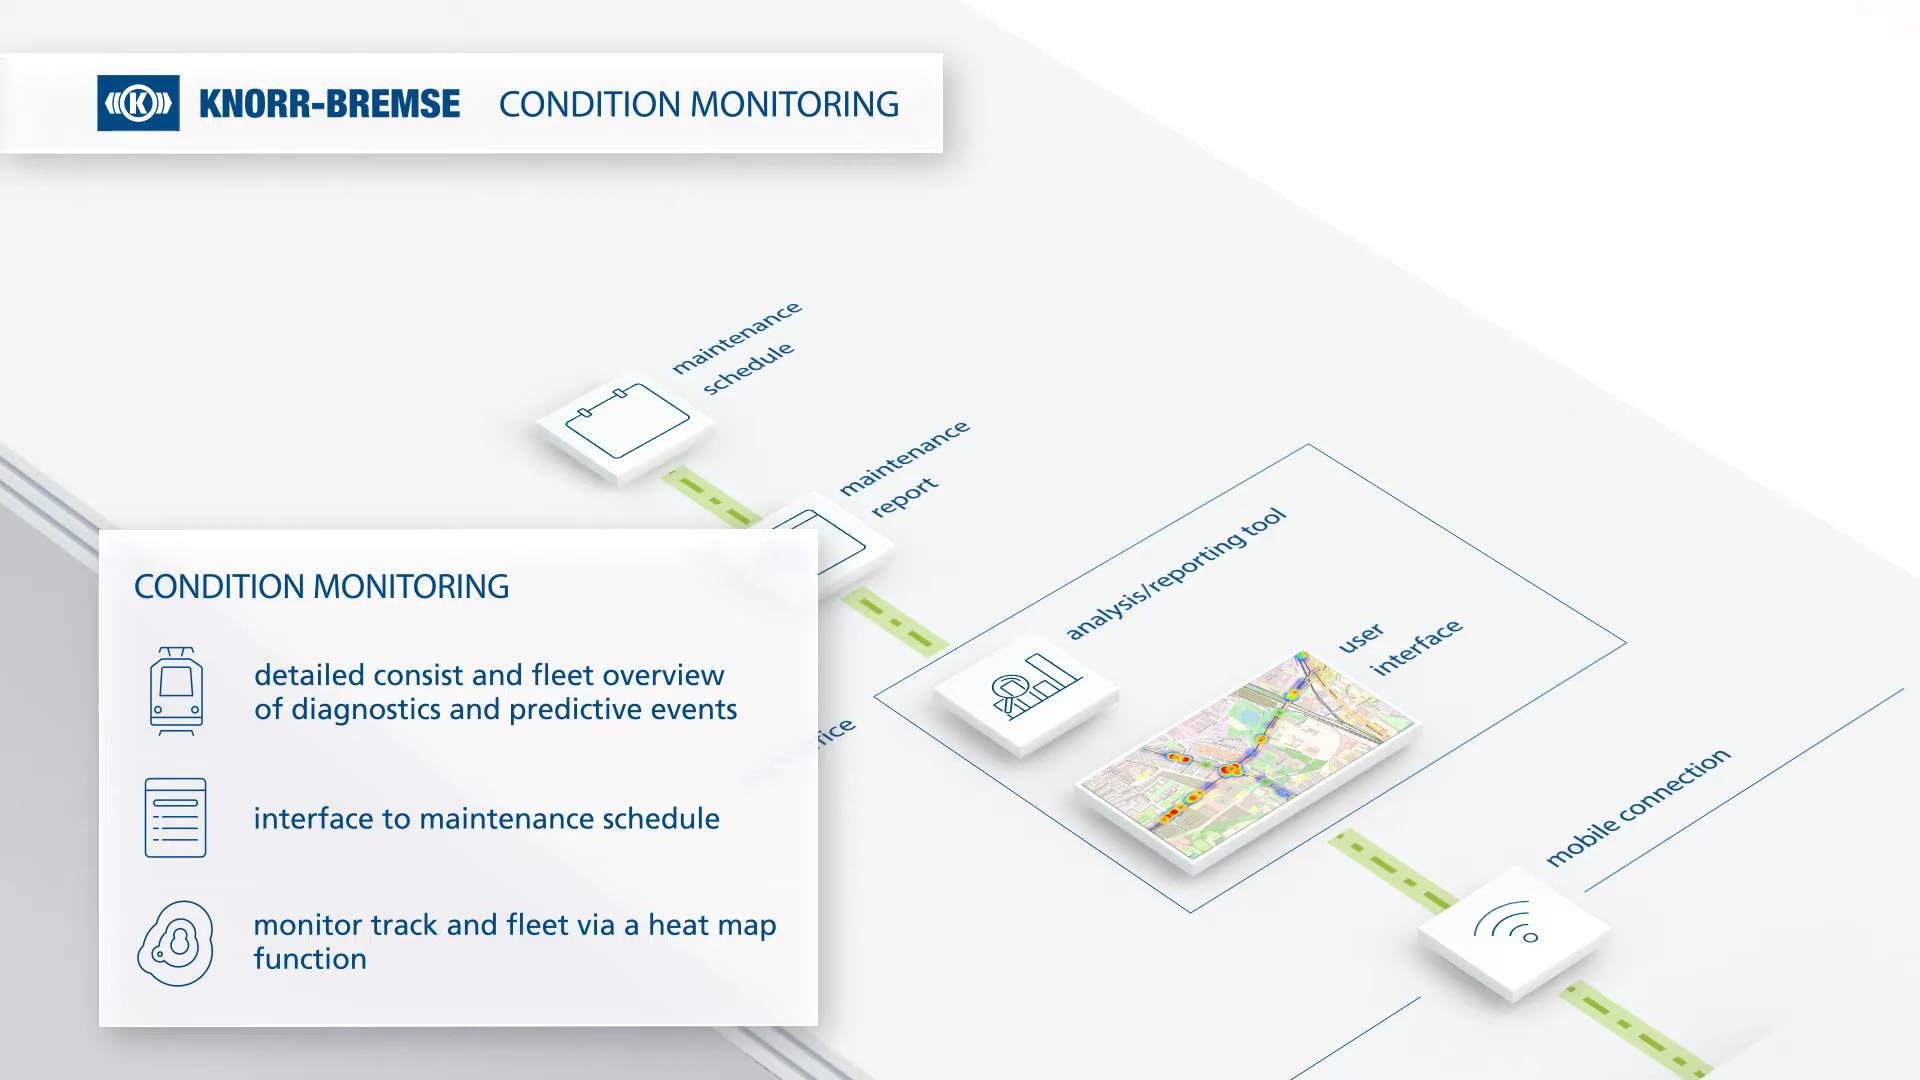 KNORR-BREMSE CONDITION MONITORING
maintenance
schedule
maintenance
report
analysis/reporting tool
user
interface
mobile connection
CONDITION MONITORING
detailed consist and fleet overview
of diagnostics and predictive events
interface to maintenance schedule
monitor track and fleet via a heat map
function